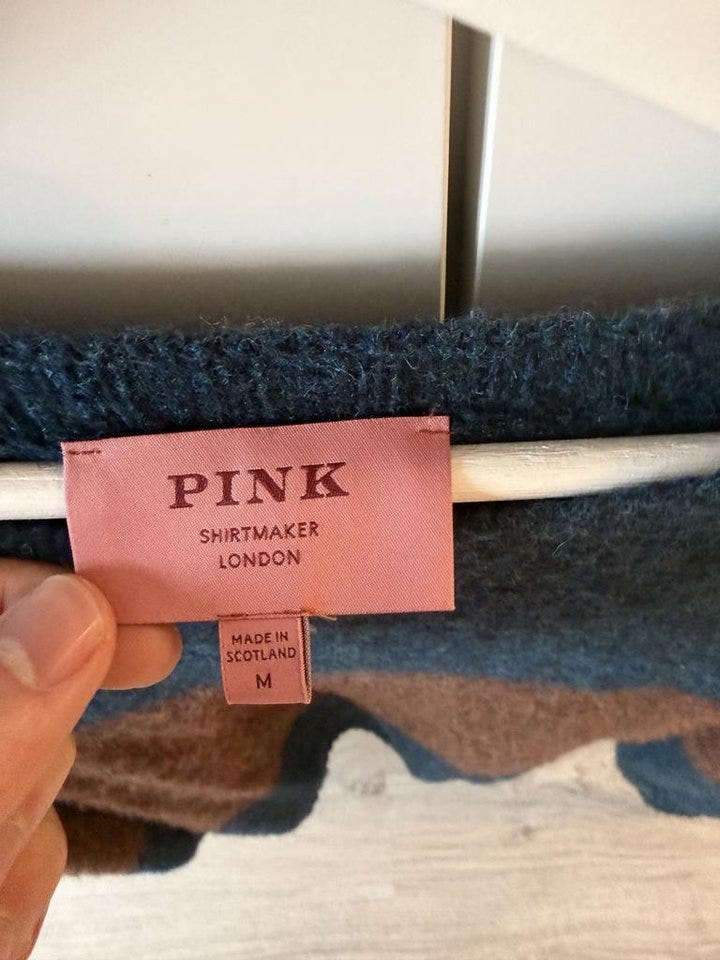 PINK
SHIRTMAKER
LONDON
MADE IN
SCOTLAND
M